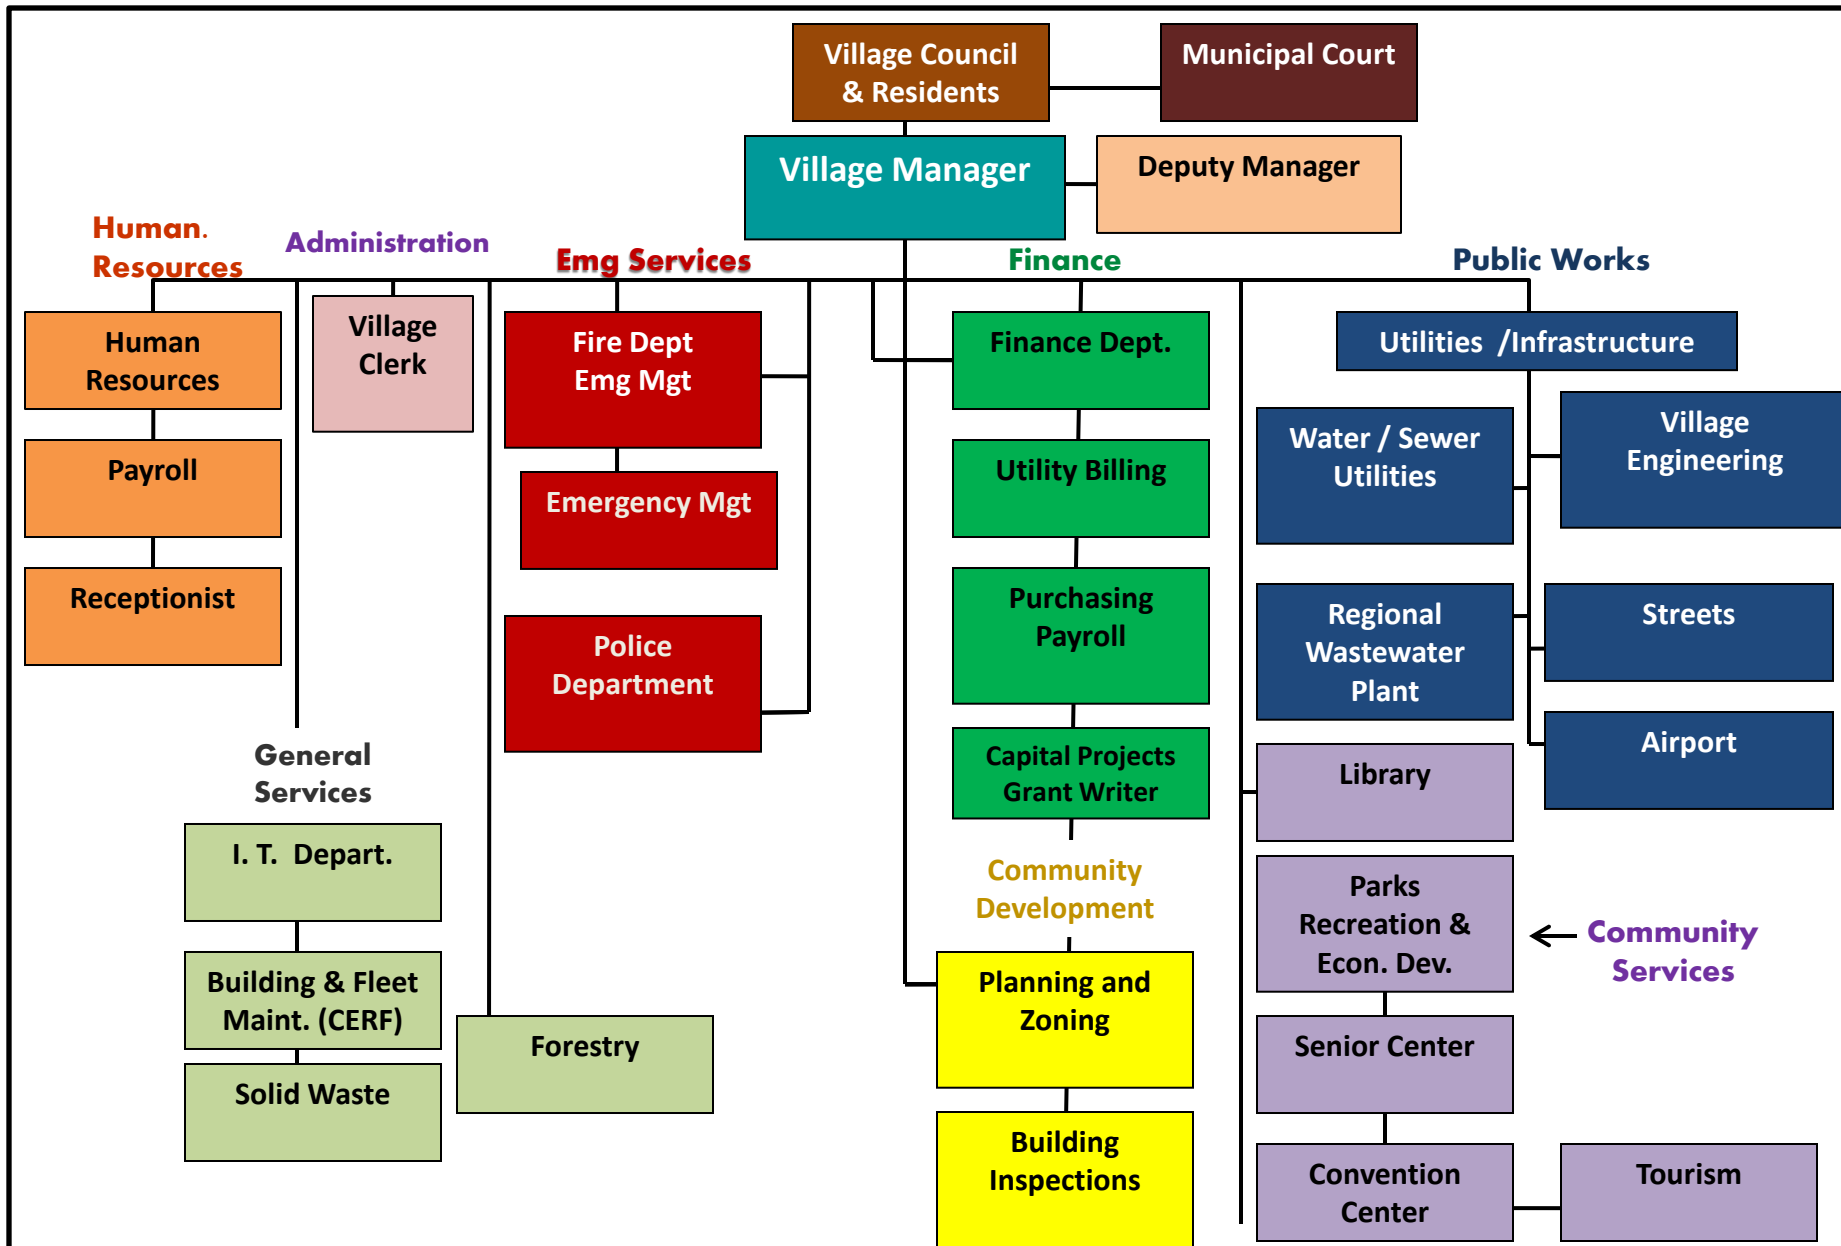 Village Council
& Residents
Municipal Court
Village Manager
Deputy Manager
Human.
Resources
Administration
Emg Services
Finance
Public Works
Human
Resources
Payroll
Receptionist
Village
Clerk
Fire Dept
Emg Mgt
Emergency Mgt
Police
Department
Finance Dept.
Utility Billing
Purchasing
Payroll
Capital Projects
Grant Writer
Utilities /Infrastructure
Water / Sewer
Utilities
Village
Engineering
Regional
Wastewater
Plant
Streets
Airport
General
Services
I. T. Depart.
Building & Fleet
Maint. (CERF)
Solid Waste
Forestry
Community
Development
Planning and
Zoning
Building
Inspections
Library
Parks
Recreation &
Econ. Dev.
Community
Services
Senior Center
Convention
Center
Tourism